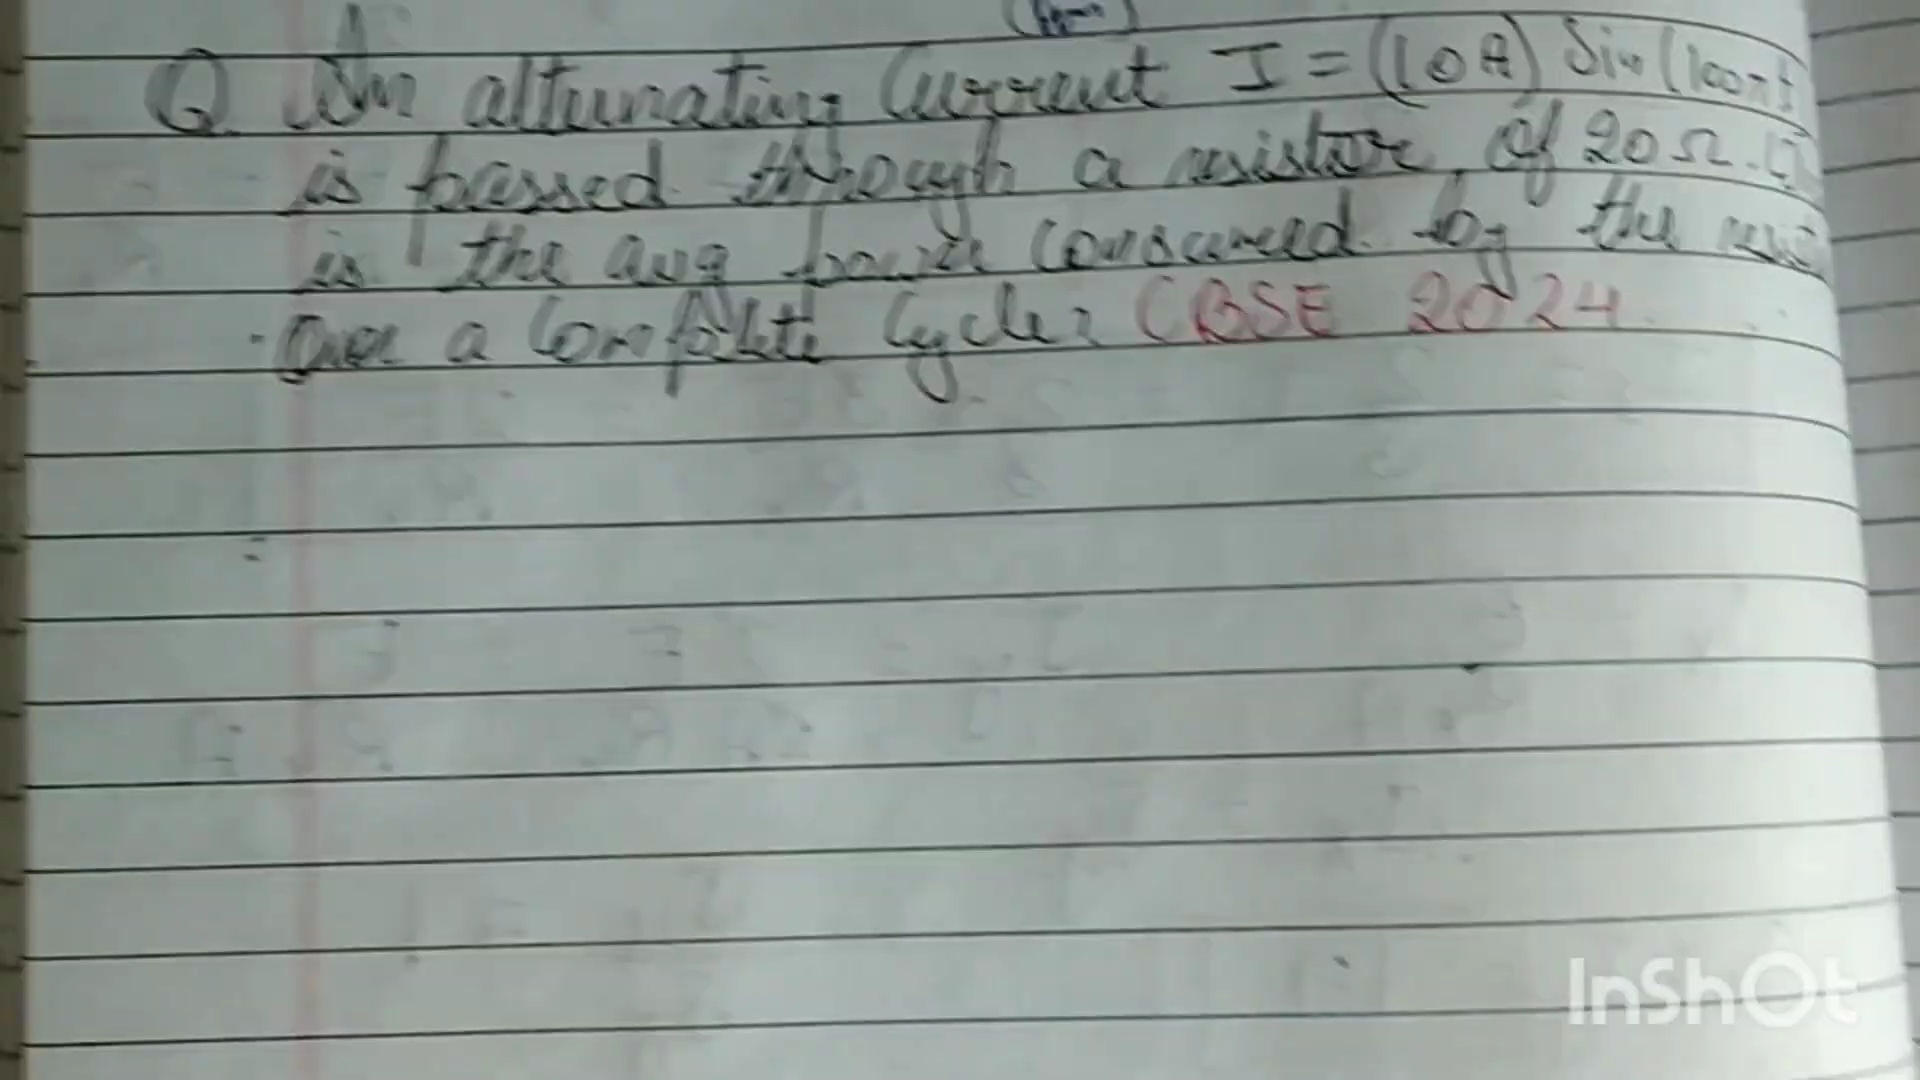 Q. An alternating Current I = (10A) Sin (100πt
is passed through a resistor of 20Ω.
is the avg power consumed by the
Over a Complete Cycle? CBSE 2024
InShOt